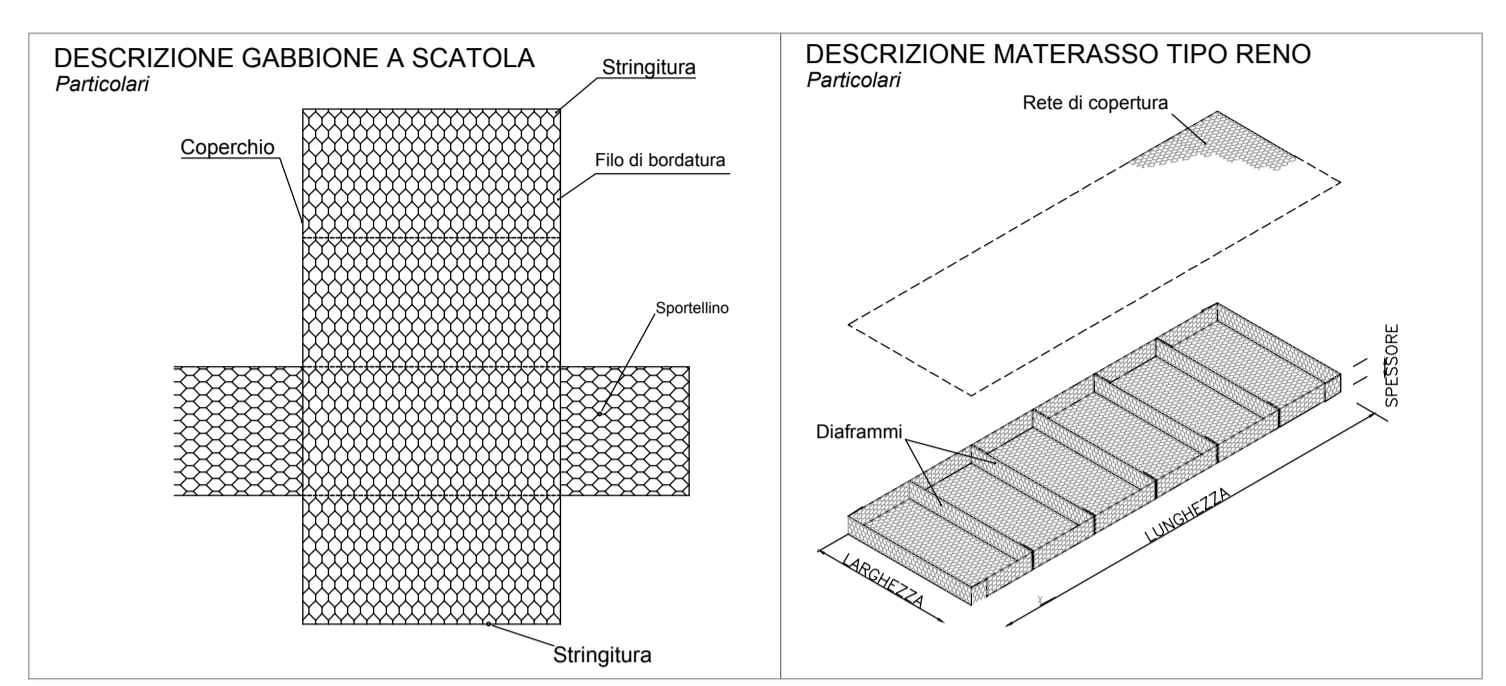 DESCRIZIONE GABBIONE A SCATOLA
Particolari
Stringitura
Coperchio
Filo di bordatura
Sportellino
Stringitura
DESCRIZIONE MATERASSO TIPO RENO
Particolari
Rete di copertura
SPESSORE
Diaframmi
LUNGHEZZA
LARGHEZZA
X